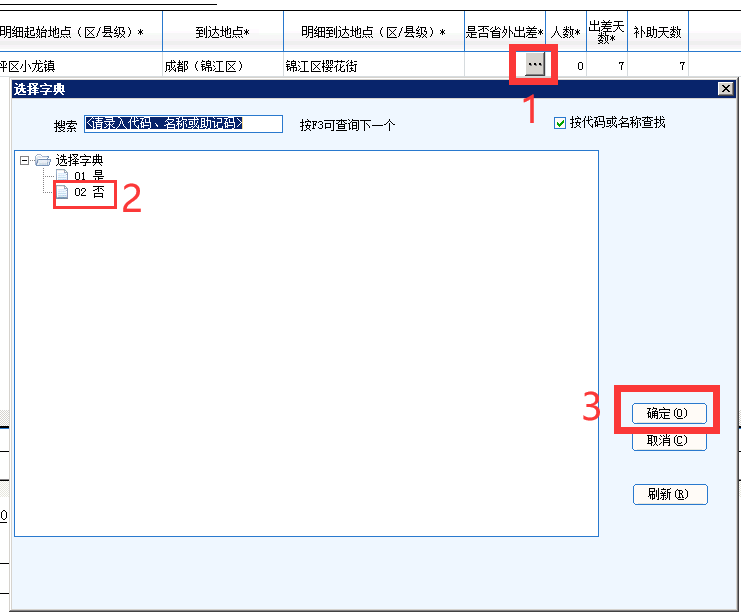 明细起始地点（区/县级）* 到达地点* 明细到达地点（区/县级）* 是否省外出差* 人数* 出差天数* 补助天数
坪区小龙镇 成都（锦江区） 锦江区樱花街 ... 0 7 7
1
选择字典
搜索 <请录入代码、名称或助记码> 按F3可查询下一个 按代码或名称查找
选择字典
01 是
02 否
2
3
确定(O)
取消(C)
刷新(R)
0